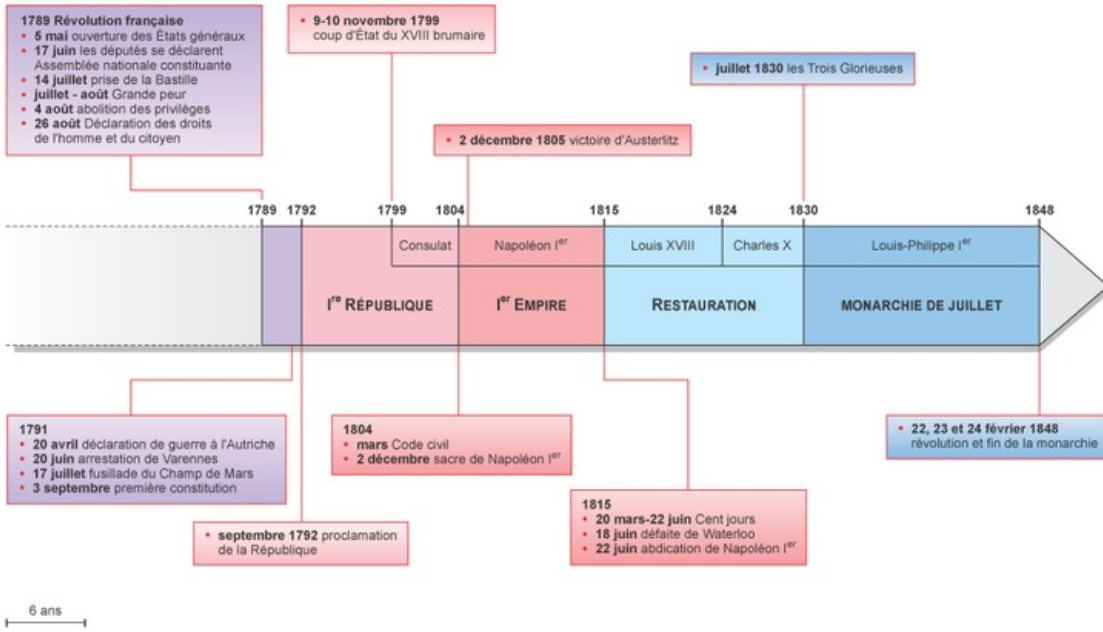 1789 Révolution française
• 5 mai ouverture des États généraux
• 17 juin les députés se déclarent
Assemblée nationale constituante
• 14 juillet prise de la Bastille
• juillet - août Grande peur
• 4 août abolition des privilèges
• 26 août Déclaration des droits
de l'homme et du citoyen
• 9-10 novembre 1799
coup d'État du XVIII brumaire
• juillet 1830 les Trois Glorieuses
• 2 décembre 1805 victoire d'Austerlitz
1789 1792 1799 1804 1815 1824 1830 1848
Consulat Napoléon Ier Louis XVIII Charles X Louis-Philippe Ier
Ire RÉPUBLIQUE Ier EMPIRE RESTAURATION MONARCHIE DE JUILLET
1791
• 20 avril déclaration de guerre à l'Autriche
• 20 juin arrestation de Varennes
• 17 juillet fusillade du Champ de Mars
• 3 septembre première constitution
1804
• mars Code civil
• 2 décembre sacre de Napoléon Ier
• 22, 23 et 24 février 1848
révolution et fin de la monarchie
• septembre 1792 proclamation
de la République
1815
• 20 mars-22 juin Cent jours
• 18 juin défaite de Waterloo
• 22 juin abdication de Napoléon Ier
6 ans